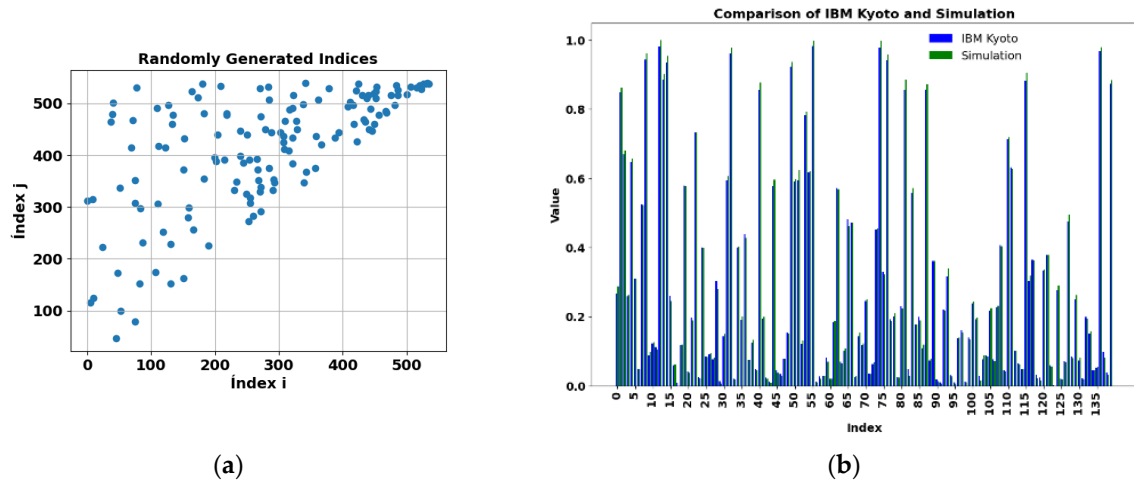 Randomly Generated Indices
Índex j
500
400
300
200
100
0 100 200 300 400 500
Índex i
(a)
Comparison of IBM Kyoto and Simulation
IBM Kyoto
Simulation
Value
1.0
0.8
0.6
0.4
0.2
0.0
0 5 10 15 20 25 30 35 40 45 50 55 60 65 70 75 80 85 90 95 100 105 110 115 120 125 130 135
Index
(b)